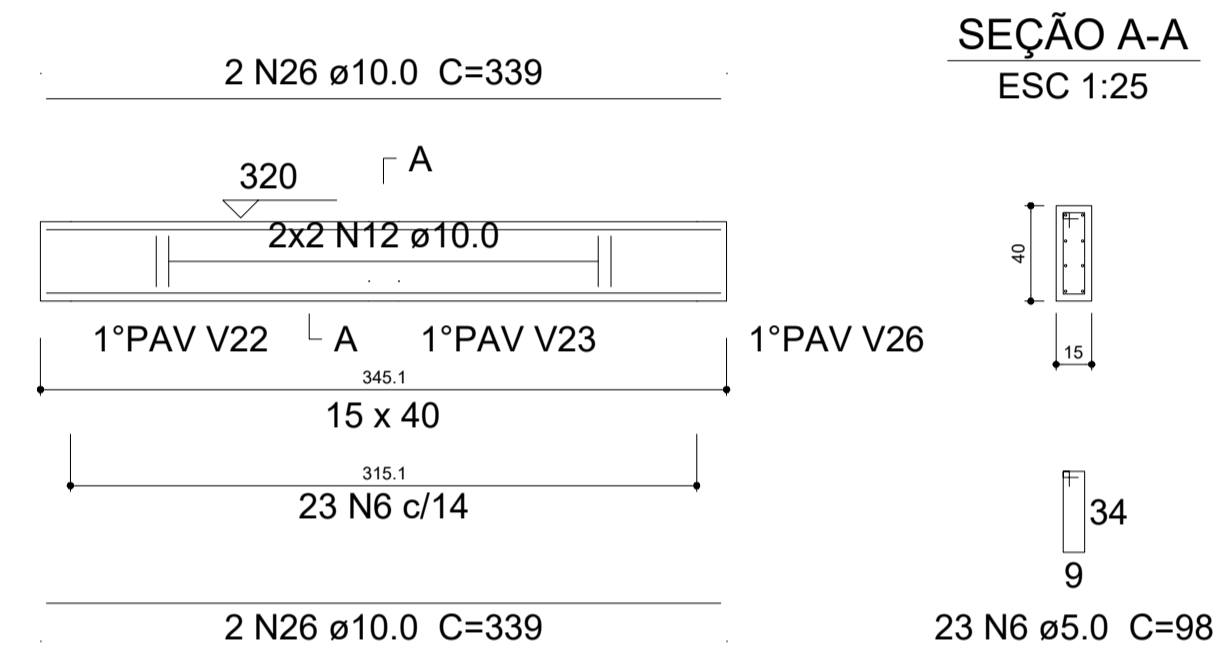 SEÇÃO A-A
ESC 1:25
2 N26 ø10.0 C=339
320
A
2x2 N12 ø10.0
1°PAV V22
A
1°PAV V23
1°PAV V26
345.1
15 x 40
315.1
23 N6 c/14
2 N26 ø10.0 C=339
40
15
34
9
23 N6 ø5.0 C=98